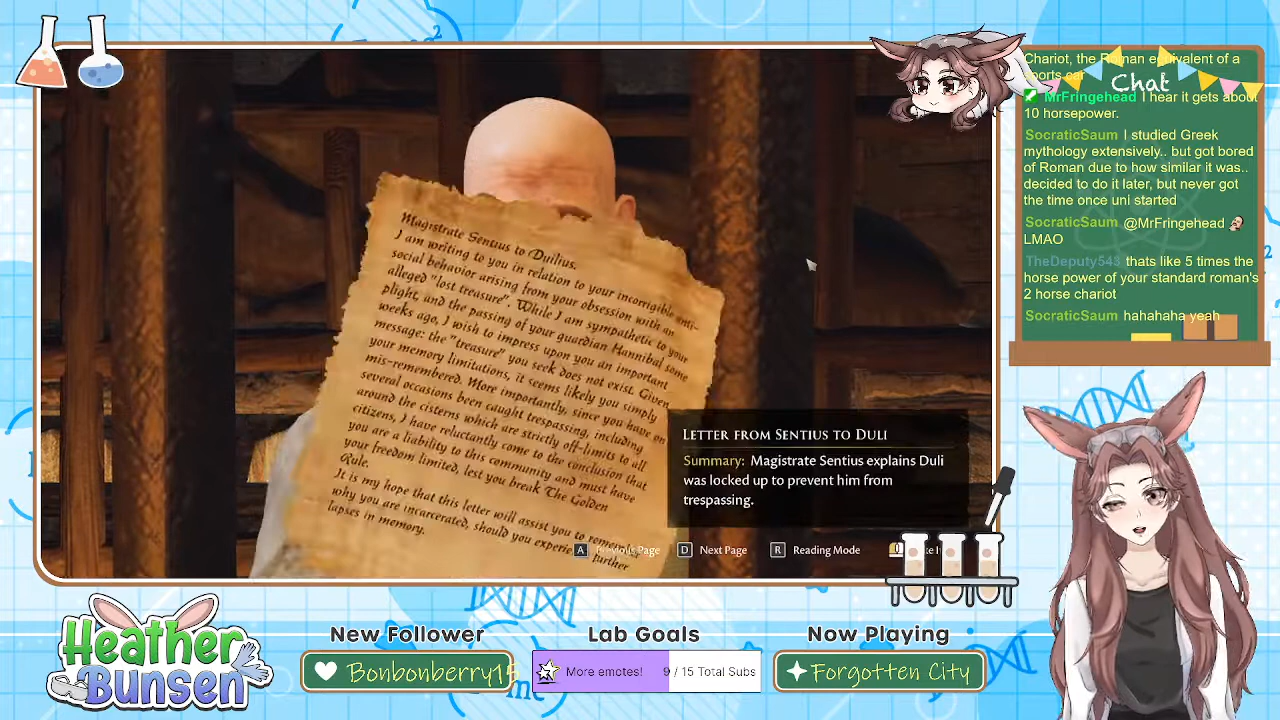 Chariot, the Roman equivalent of a
sports car
Chat
MrFringehead I hear it gets about
10 horsepower.
SocraticSaum I studied Greek
mythology extensively.. but got bored
of Roman due to how similar it was..
decided to do it later, but never got
the time once uni started
SocraticSaum @MrFringehead
LMAO
TheDeputy543 thats like 5 times the
horse power of your standard roman's
2 horse chariot
SocraticSaum hahahaha yeah
Magistrate Sentius to Duilius,
I am writing to you in relation to your incorrigible anti-
social behavior arising from your obsession with an
alleged "lost treasure". While I am sympathetic to your
plight, and the passing of your guardian Hannibal some
weeks ago, I wish to impress upon you an important
message: the "treasure" you seek does not exist. Given
your memory limitations, it seems likely you simply
mis-remembered. More importantly, since you have on
several occasions been caught trespassing, including
around the cisterns which are strictly off-limits to all
citizens, I have reluctantly come to the conclusion that
you are a liability to this community and must have
your freedom limited, lest you break The Golden
Rule.
It is my hope that this letter will assist you to
why you are incarcerated, should you further
lapses in memory.
Letter from Sentius to Duli
Summary: Magistrate Sentius explains Duli
was locked up to prevent him from
trespassing.
A Previous Page D Next Page R Reading Mode
Heather
Bunsen
New Follower
Bonbonberry15
Lab Goals
More emotes! 9 / 15 Total Subs
Now Playing
Forgotten City